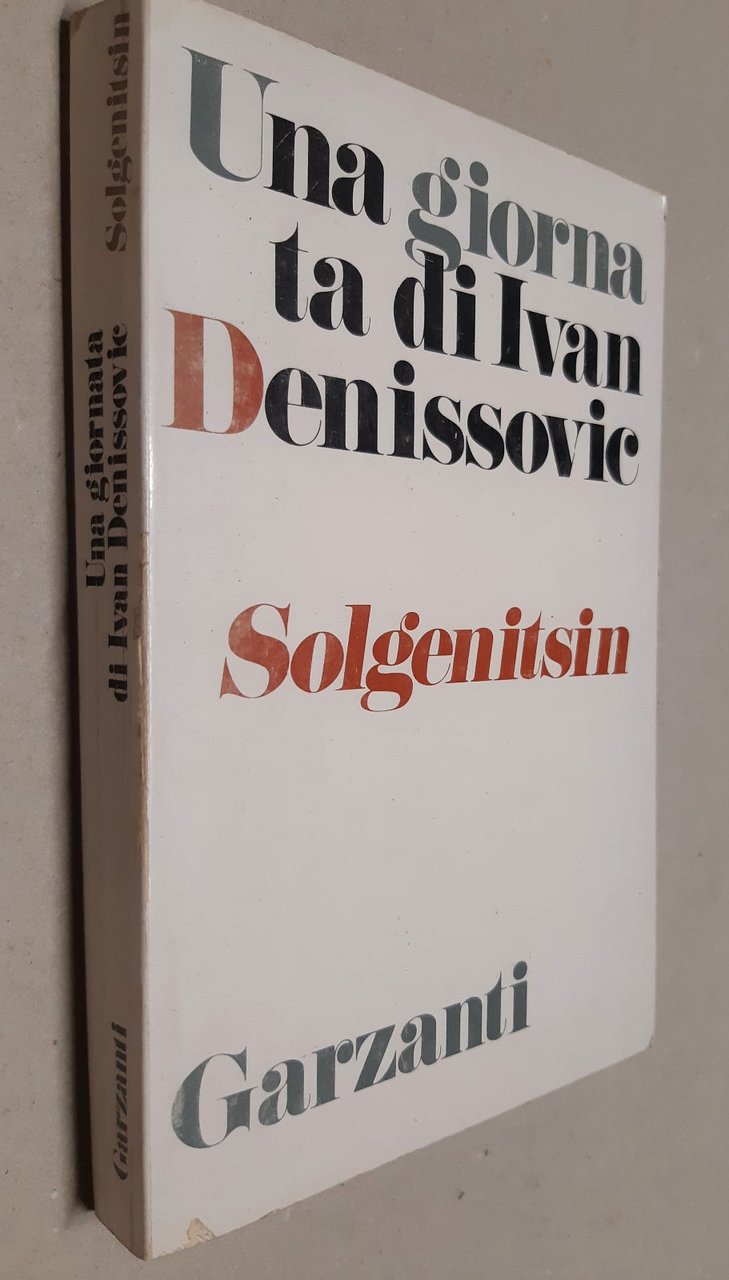 Una giorna
ta di Ivan
Denissovic
Solgenitsin
Garzanti
Solgenitsin
Una giornata
di Ivan Denissovic
Garzanti